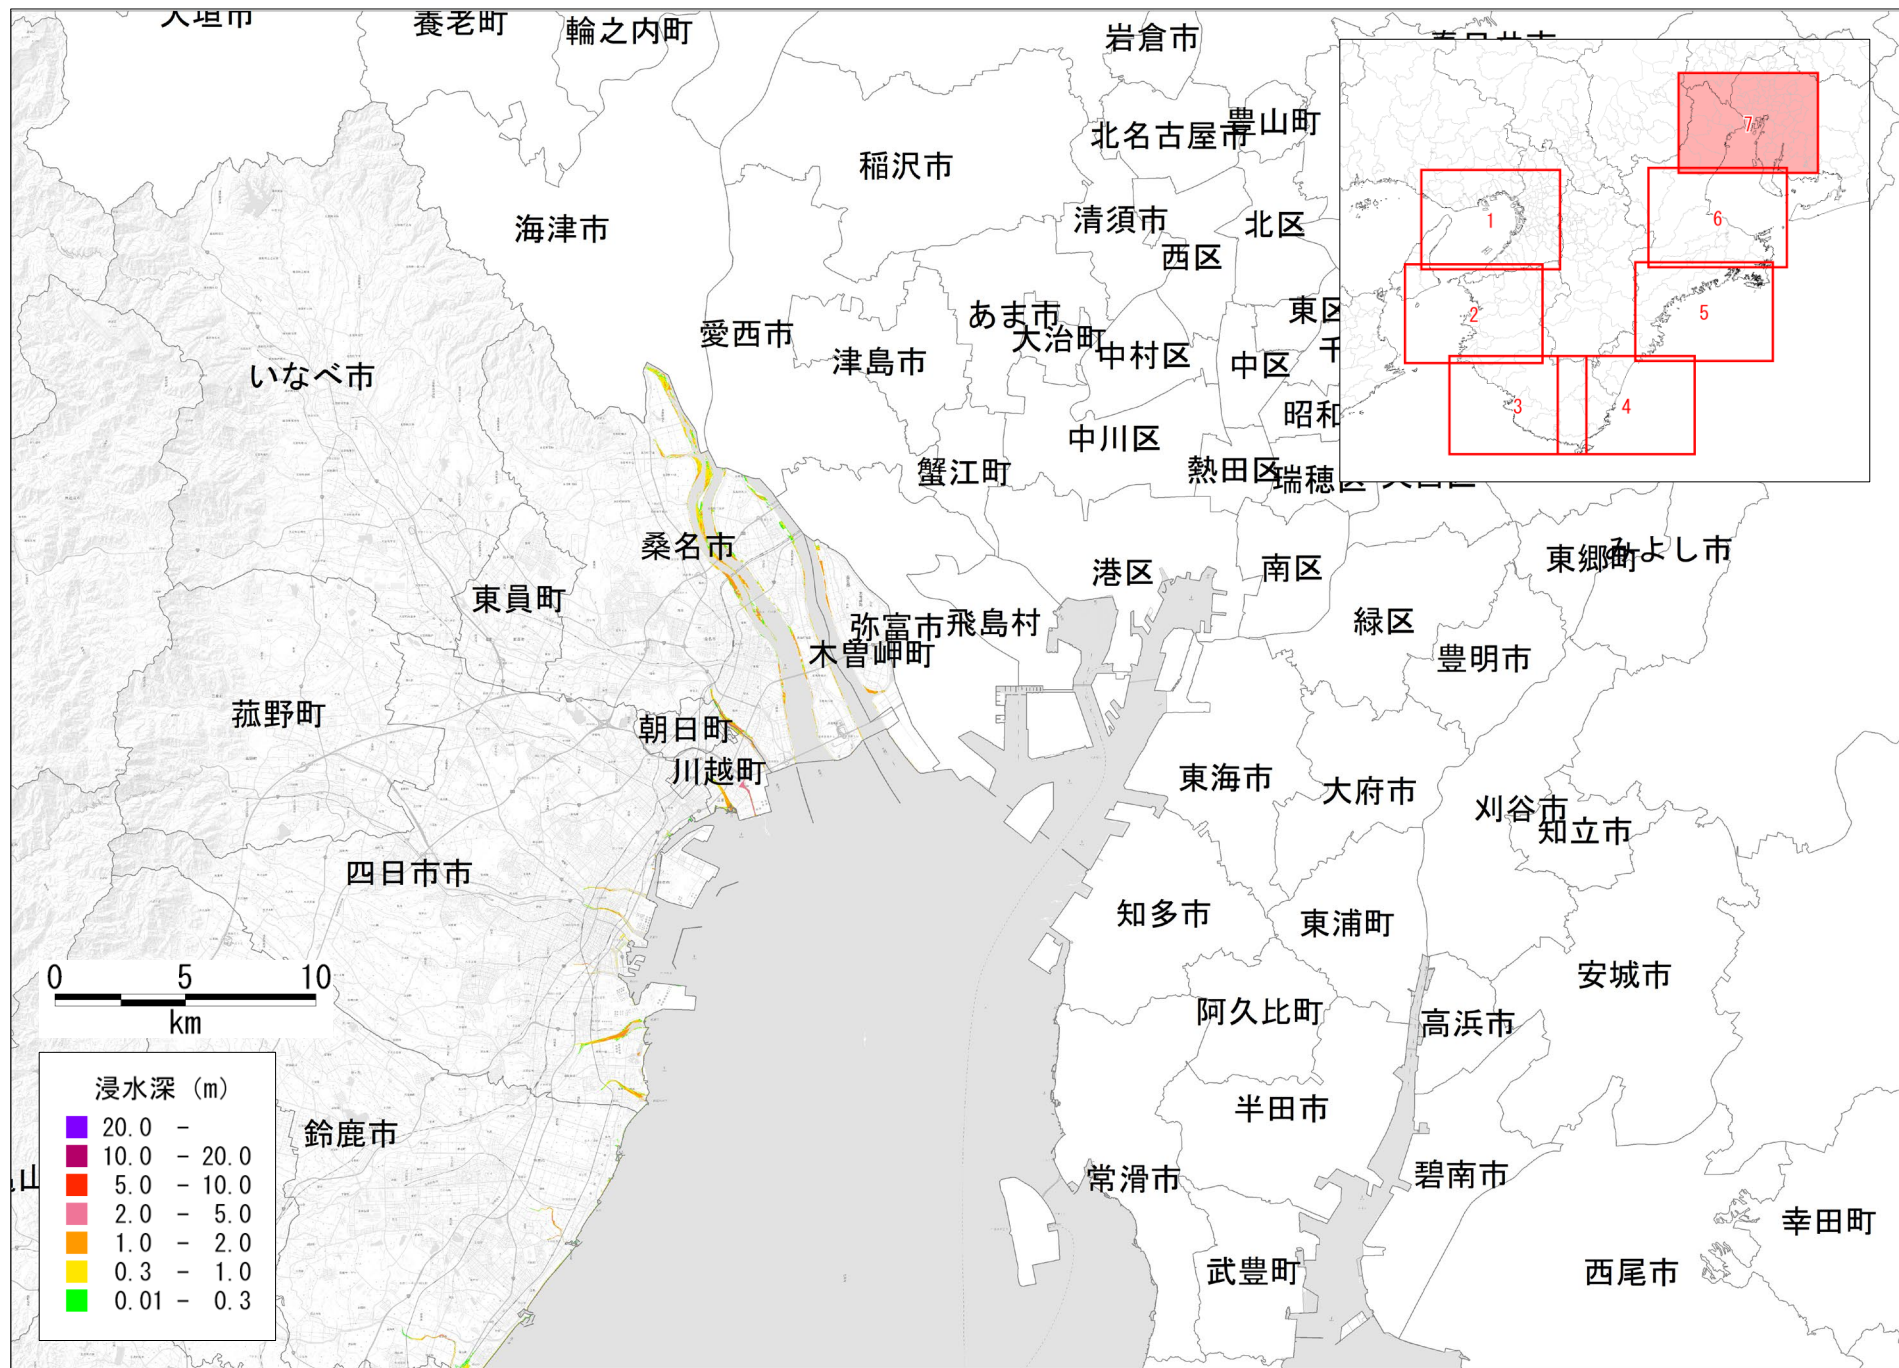 大垣市
養老町
輪之内町
岩倉市
春日井市
北名古屋市
豊山町
稲沢市
海津市
清須市
北区
西区
あま市
東区
大治町
愛西市
津島市
中村区
中区
いなべ市
昭和
中川区
蟹江町
熱田区
瑞穂区
桑名市
東郷町
みよし市
港区
南区
東員町
弥富市
飛島村
緑区
木曽岬町
豊明市
菰野町
朝日町
川越町
東海市
大府市
刈谷市
知立市
四日市市
知多市
東浦町
安城市
阿久比町
高浜市
半田市
鈴鹿市
常滑市
碧南市
幸田町
武豊町
西尾市
7
1
6
2
5
3
4
0 5 10
km
浸水深 (m)
20.0 -
10.0 - 20.0
5.0 - 10.0
2.0 - 5.0
1.0 - 2.0
0.3 - 1.0
0.01 - 0.3